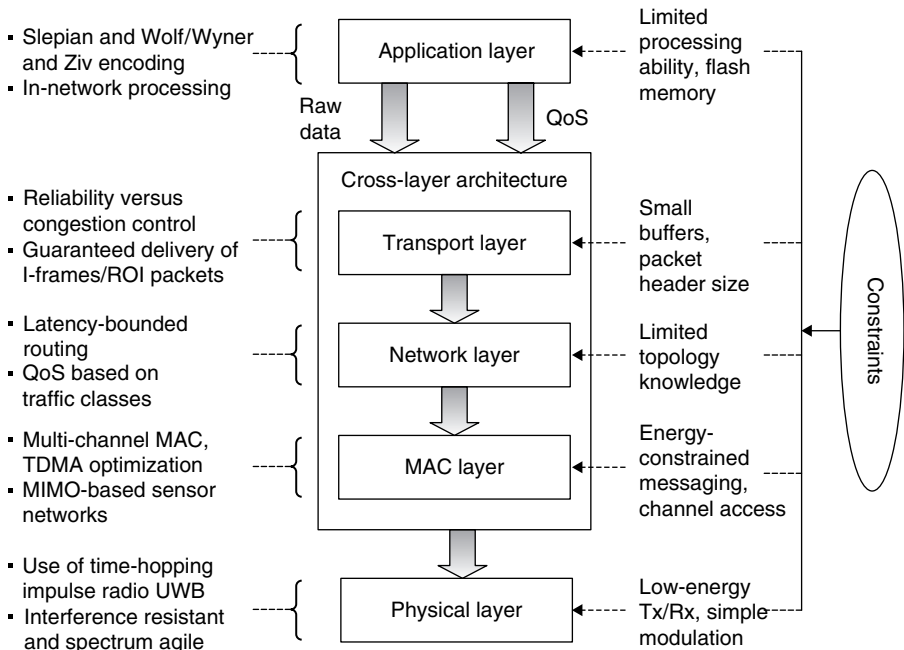 ▪ Slepian and Wolf/Wyner
and Ziv encoding
▪ In-network processing
Application layer
Limited
processing
ability, flash
memory
Raw
data
QoS
Cross-layer architecture
▪ Reliability versus
congestion control
▪ Guaranteed delivery of
I-frames/ROI packets
Transport layer
Small
buffers,
packet
header size
▪ Latency-bounded
routing
▪ QoS based on
traffic classes
Network layer
Limited
topology
knowledge
▪ Multi-channel MAC,
TDMA optimization
▪ MIMO-based sensor
networks
MAC layer
Energy-
constrained
messaging,
channel access
▪ Use of time-hopping
impulse radio UWB
▪ Interference resistant
and spectrum agile
Physical layer
Low-energy
Tx/Rx, simple
modulation
Constraints